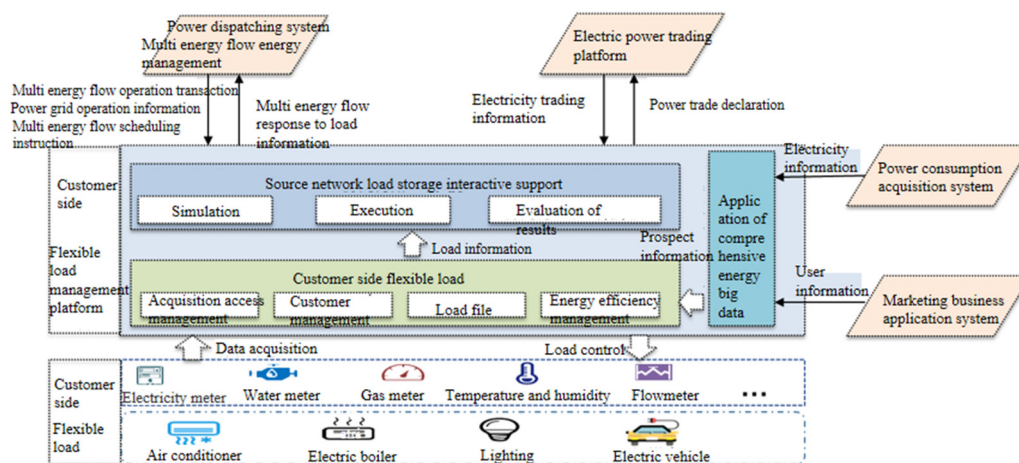 Power dispatching system
Multi energy flow energy
management
Electric power trading
platform
Multi energy flow operation transaction
Power grid operation information
Multi energy flow scheduling
instruction
Multi energy flow
response to load
information
Electricity trading
information
Power trade declaration
Customer
side
Flexible
load
management
platform
Source network load storage interactive support
Simulation
Execution
Evaluation of
results
Load information
Customer side flexible load
Acquisition access
management
Customer
management
Load file
Energy efficiency
management
Prospect
information
Application of
comprehensive
energy
big
data
Electricity
information
User
information
Power consumption
acquisition system
Marketing business
application system
Data acquisition
Load control
Customer
side
Flexible
load
Electricity meter
Water meter
Gas meter
Temperature and humidity
Flowmeter
...
Air conditioner
Electric boiler
Lighting
Electric vehicle